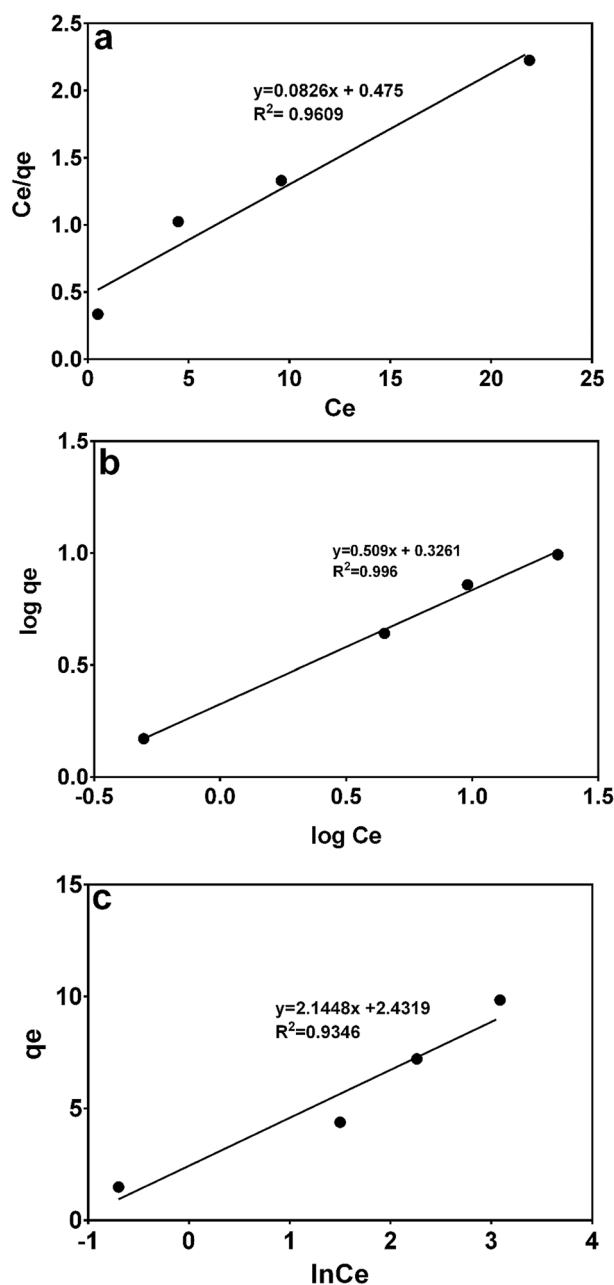 a
2.5
2.0
1.5
1.0
0.5
0.0
Ce/qe
y=0.0826x + 0.475
R²= 0.9609
0 5 10 15 20 25
Ce
b
1.5
1.0
0.5
0.0
log qe
y=0.509x + 0.3261
R²=0.996
-0.5 0.0 0.5 1.0 1.5
log Ce
c
15
10
5
0
qe
y=2.1448x +2.4319
R²=0.9346
-1 0 1 2 3 4
lnCe